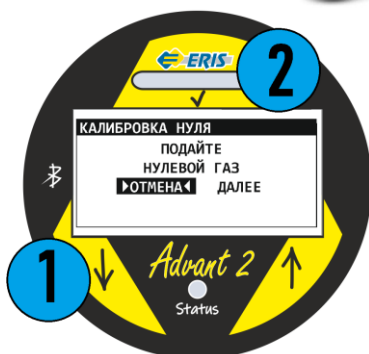 ERIS
2
КАЛИБРОВКА НУЛЯ
ПОДАЙТЕ
НУЛЕВОЙ ГАЗ
ОТМЕНА ДАЛЕЕ
1
Advant 2
Status